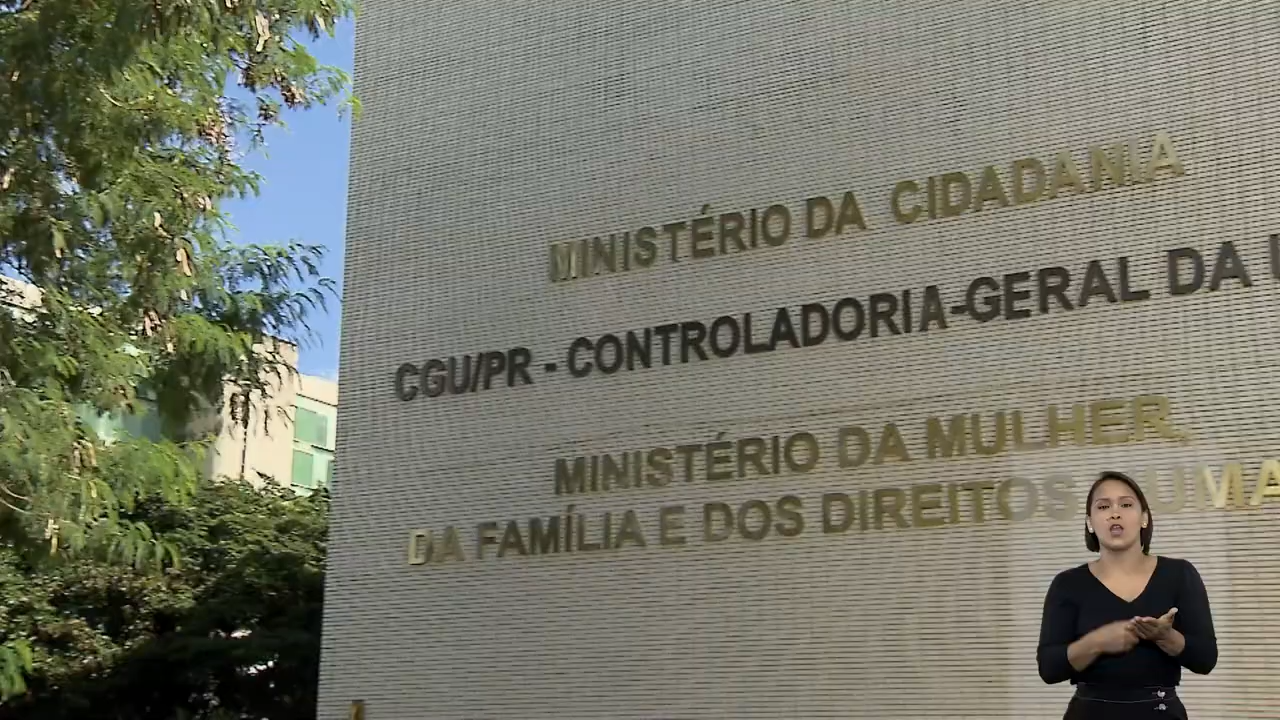 MINISTÉRIO DA CIDADANIA
CGU/PR - CONTROLADORIA-GERAL DA
MINISTÉRIO DA MULHER,
DA FAMÍLIA E DOS DIREITOS